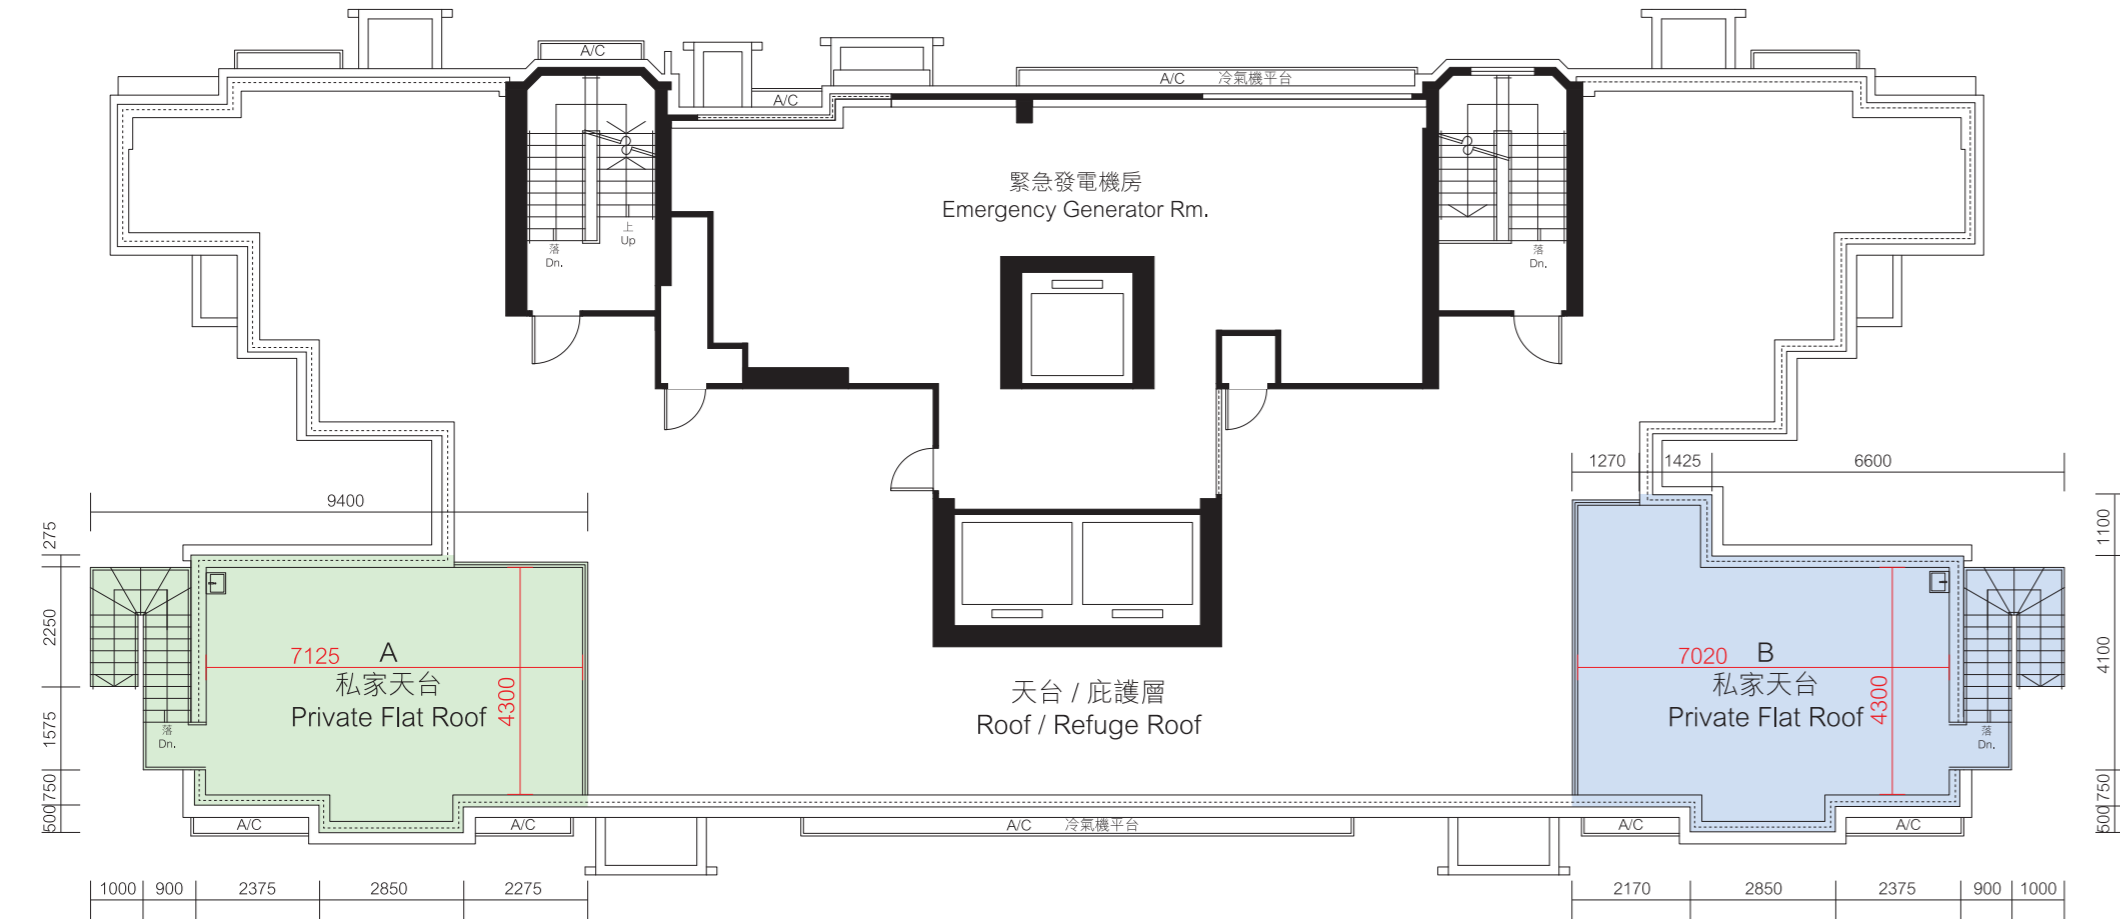 A/C
A/C 冷氣機平台
A/C
緊急發電機房
Emergency Generator Rm.
上
Up
落
Dn.
落
Dn.
1270
1425
6600
9400
275
2250
1575
750
500
1100
4100
750
500
7125
A
私家天台
Private Flat Roof
4300
落
Dn.
天台 / 庇護層
Roof / Refuge Roof
7020
B
私家天台
Private Flat Roof
4300
落
Dn.
A/C
A/C
A/C 冷氣機平台
A/C
A/C
1000
900
2375
2850
2275
2170
2850
2375
900
1000